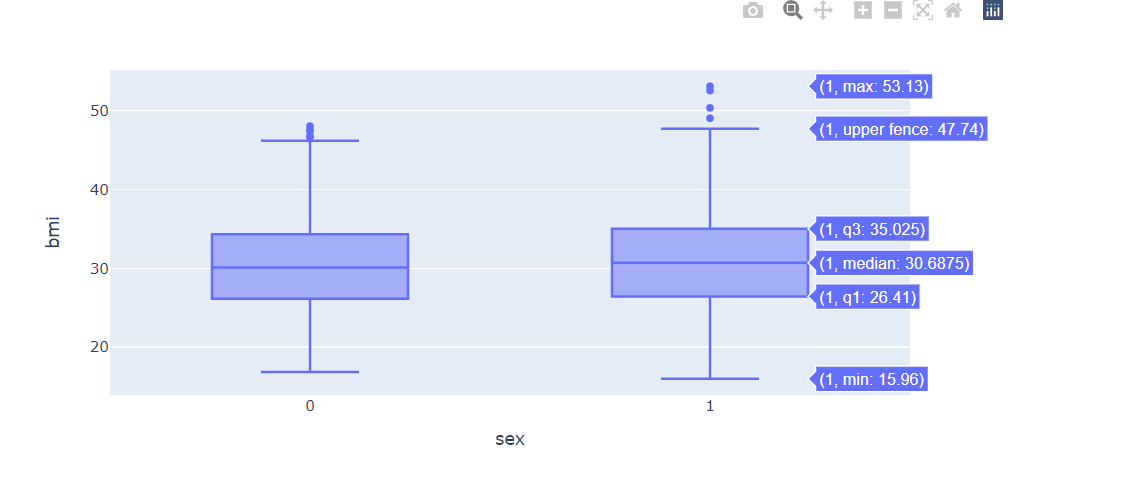 50
40
30
20
bmi
0
1
sex
(1, max: 53.13)
(1, upper fence: 47.74)
(1, q3: 35.025)
(1, median: 30.6875)
(1, q1: 26.41)
(1, min: 15.96)